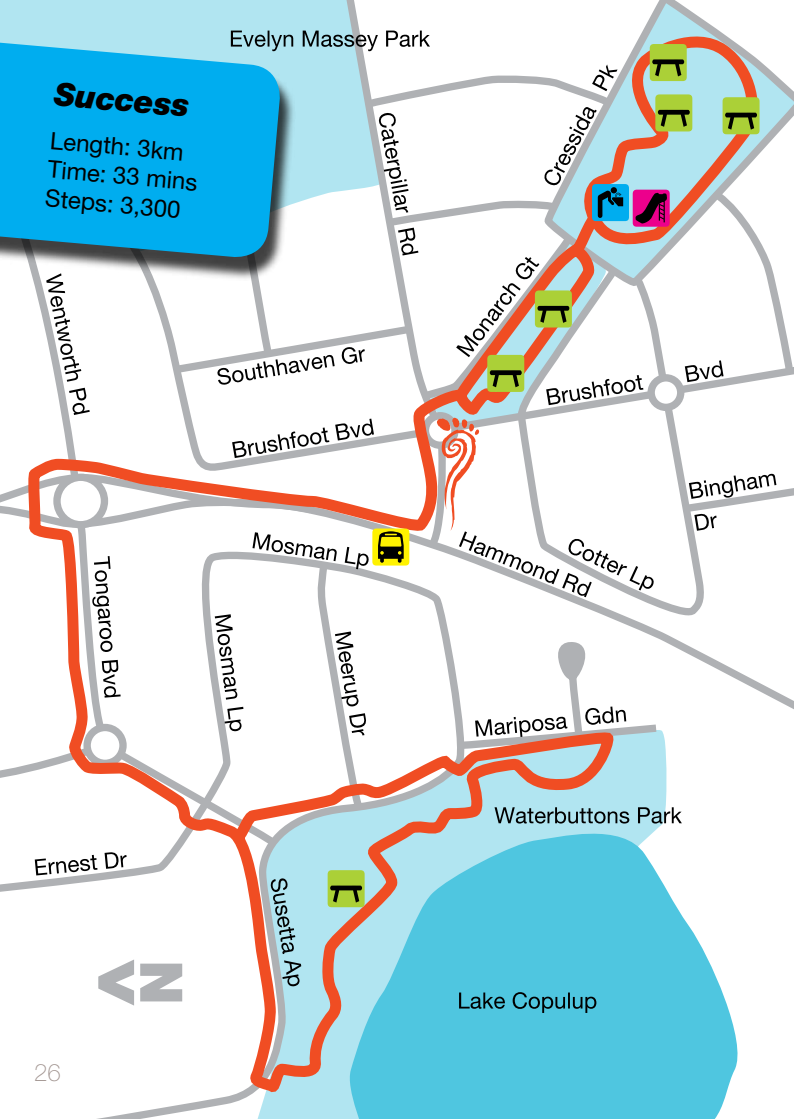 Evelyn Massey Park
Success
Length: 3km
Time: 33 mins
Steps: 3,300
Cressida Pk
Caterpillar Rd
Monarch Gt
Wentworth Pd
Southhaven Gr
Brushfoot Bvd
Brushfoot Bvd
Bingham
Dr
Mosman Lp
Hammond Rd
Cotter Lp
Tongaroo Bvd
Mosman Lp
Meerup Dr
Mariposa Gdn
Waterbuttons Park
Ernest Dr
Susetta Ap
N
Lake Copulup
26